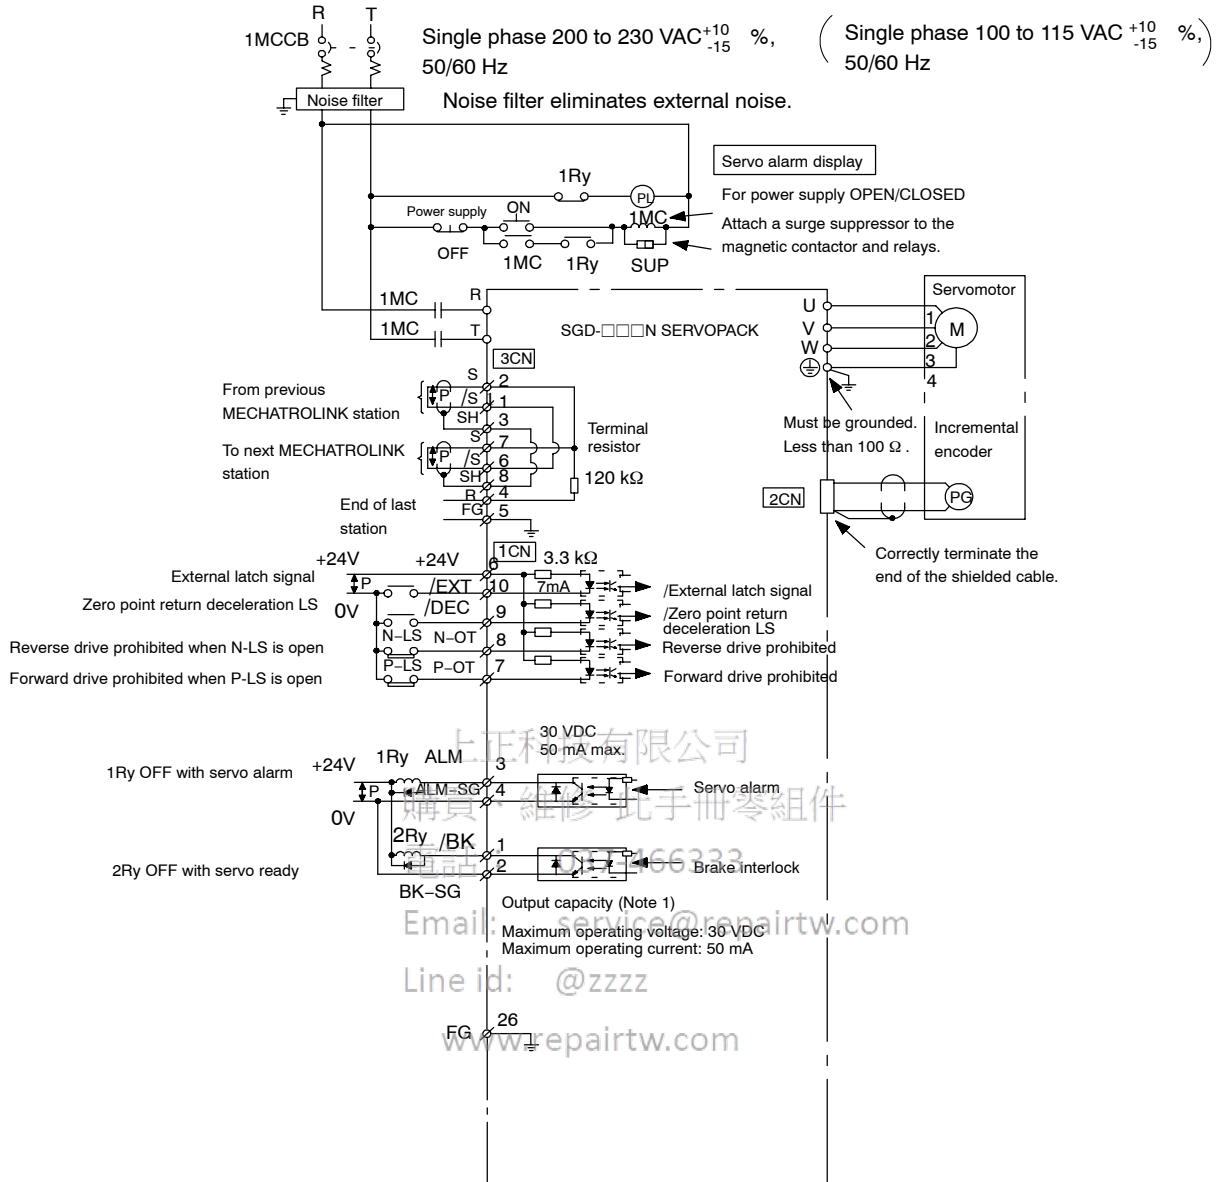 R T
1MCCB
Single phase 200 to 230 VAC +10 -15 %,
50/60 Hz
Single phase 100 to 115 VAC +10 -15 %,
50/60 Hz
Noise filter
Noise filter eliminates external noise.
Servo alarm display
1Ry
PL
For power supply OPEN/CLOSED
Power supply
ON
1MC
Attach a surge suppressor to the
magnetic contactor and relays.
OFF
1MC
1Ry
SUP
1MC
R
1MC
T
SGD-□□□N SERVOPACK
U
V
W
1
2
3
4
Servomotor
M
3CN
From previous
MECHATROLINK station
P
S
2
/S
1
SH
3
To next MECHATROLINK
station
P
S
7
/S
6
SH
8
R
4
End of last
station
FG
5
Terminal
resistor
120 kΩ
Must be grounded.
Less than 100 Ω .
Incremental
encoder
2CN
PG
Correctly terminate the
end of the shielded cable.
1CN
+24V
+24V
6
3.3 kΩ
External latch signal
P
/EXT
10
7mA
/External latch signal
Zero point return deceleration LS
0V
/DEC
9
/Zero point return
deceleration LS
Reverse drive prohibited when N-LS is open
N−LS
N−OT
8
Reverse drive prohibited
Forward drive prohibited when P-LS is open
P−LS
P−OT
7
Forward drive prohibited
30 VDC
50 mA max.
上正科技有限公司
1Ry OFF with servo alarm
+24V
1Ry
ALM
3
P
ALM−SG
4
Servo alarm
購買、維修 此手冊零組件
0V
2Ry
/BK
1
電話: 037-466333
2Ry OFF with servo ready
2
Brake interlock
BK−SG
Output capacity (Note 1)
Email: service@repairtw.com
Maximum operating voltage: 30 VDC
Maximum operating current: 50 mA
Line id: @zzzz
FG
26
www.repairtw.com